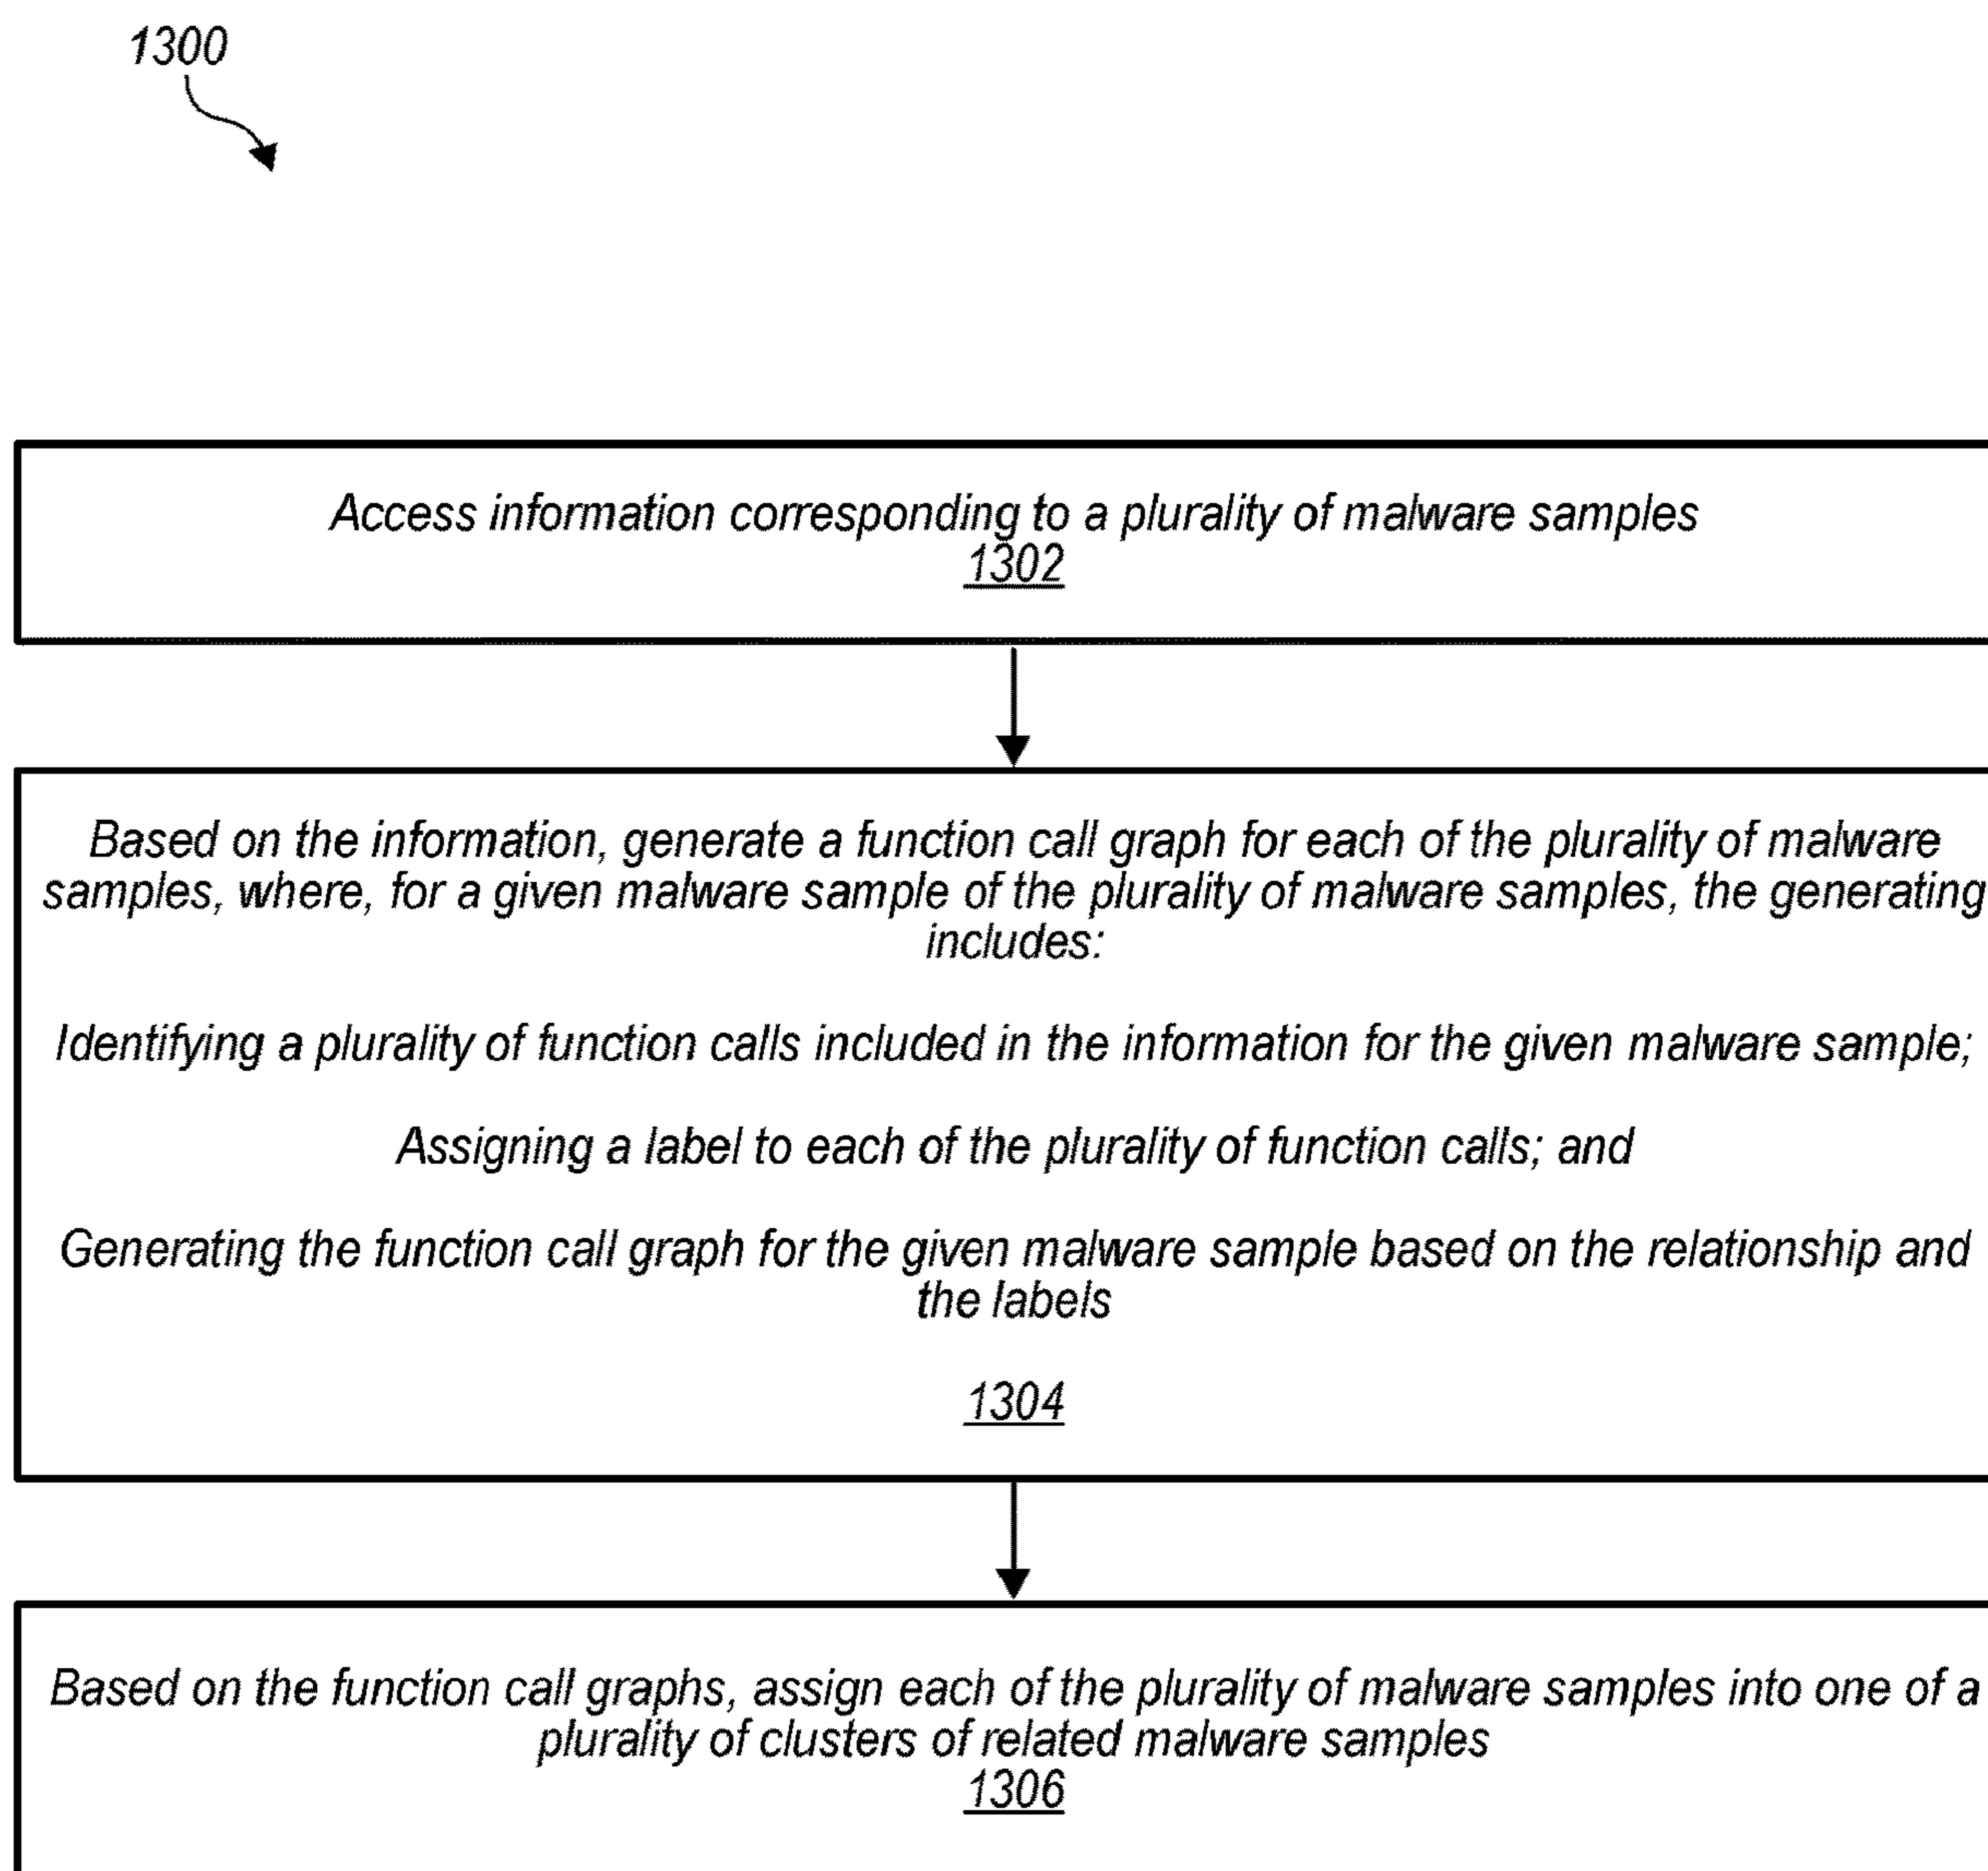 1300
Access information corresponding to a plurality of malware samples
1302
Based on the information, generate a function call graph for each of the plurality of malware
samples, where, for a given malware sample of the plurality of malware samples, the generating
includes:
Identifying a plurality of function calls included in the information for the given malware sample;
Assigning a label to each of the plurality of function calls; and
Generating the function call graph for the given malware sample based on the relationship and
the labels
1304
Based on the function call graphs, assign each of the plurality of malware samples into one of a
plurality of clusters of related malware samples
1306